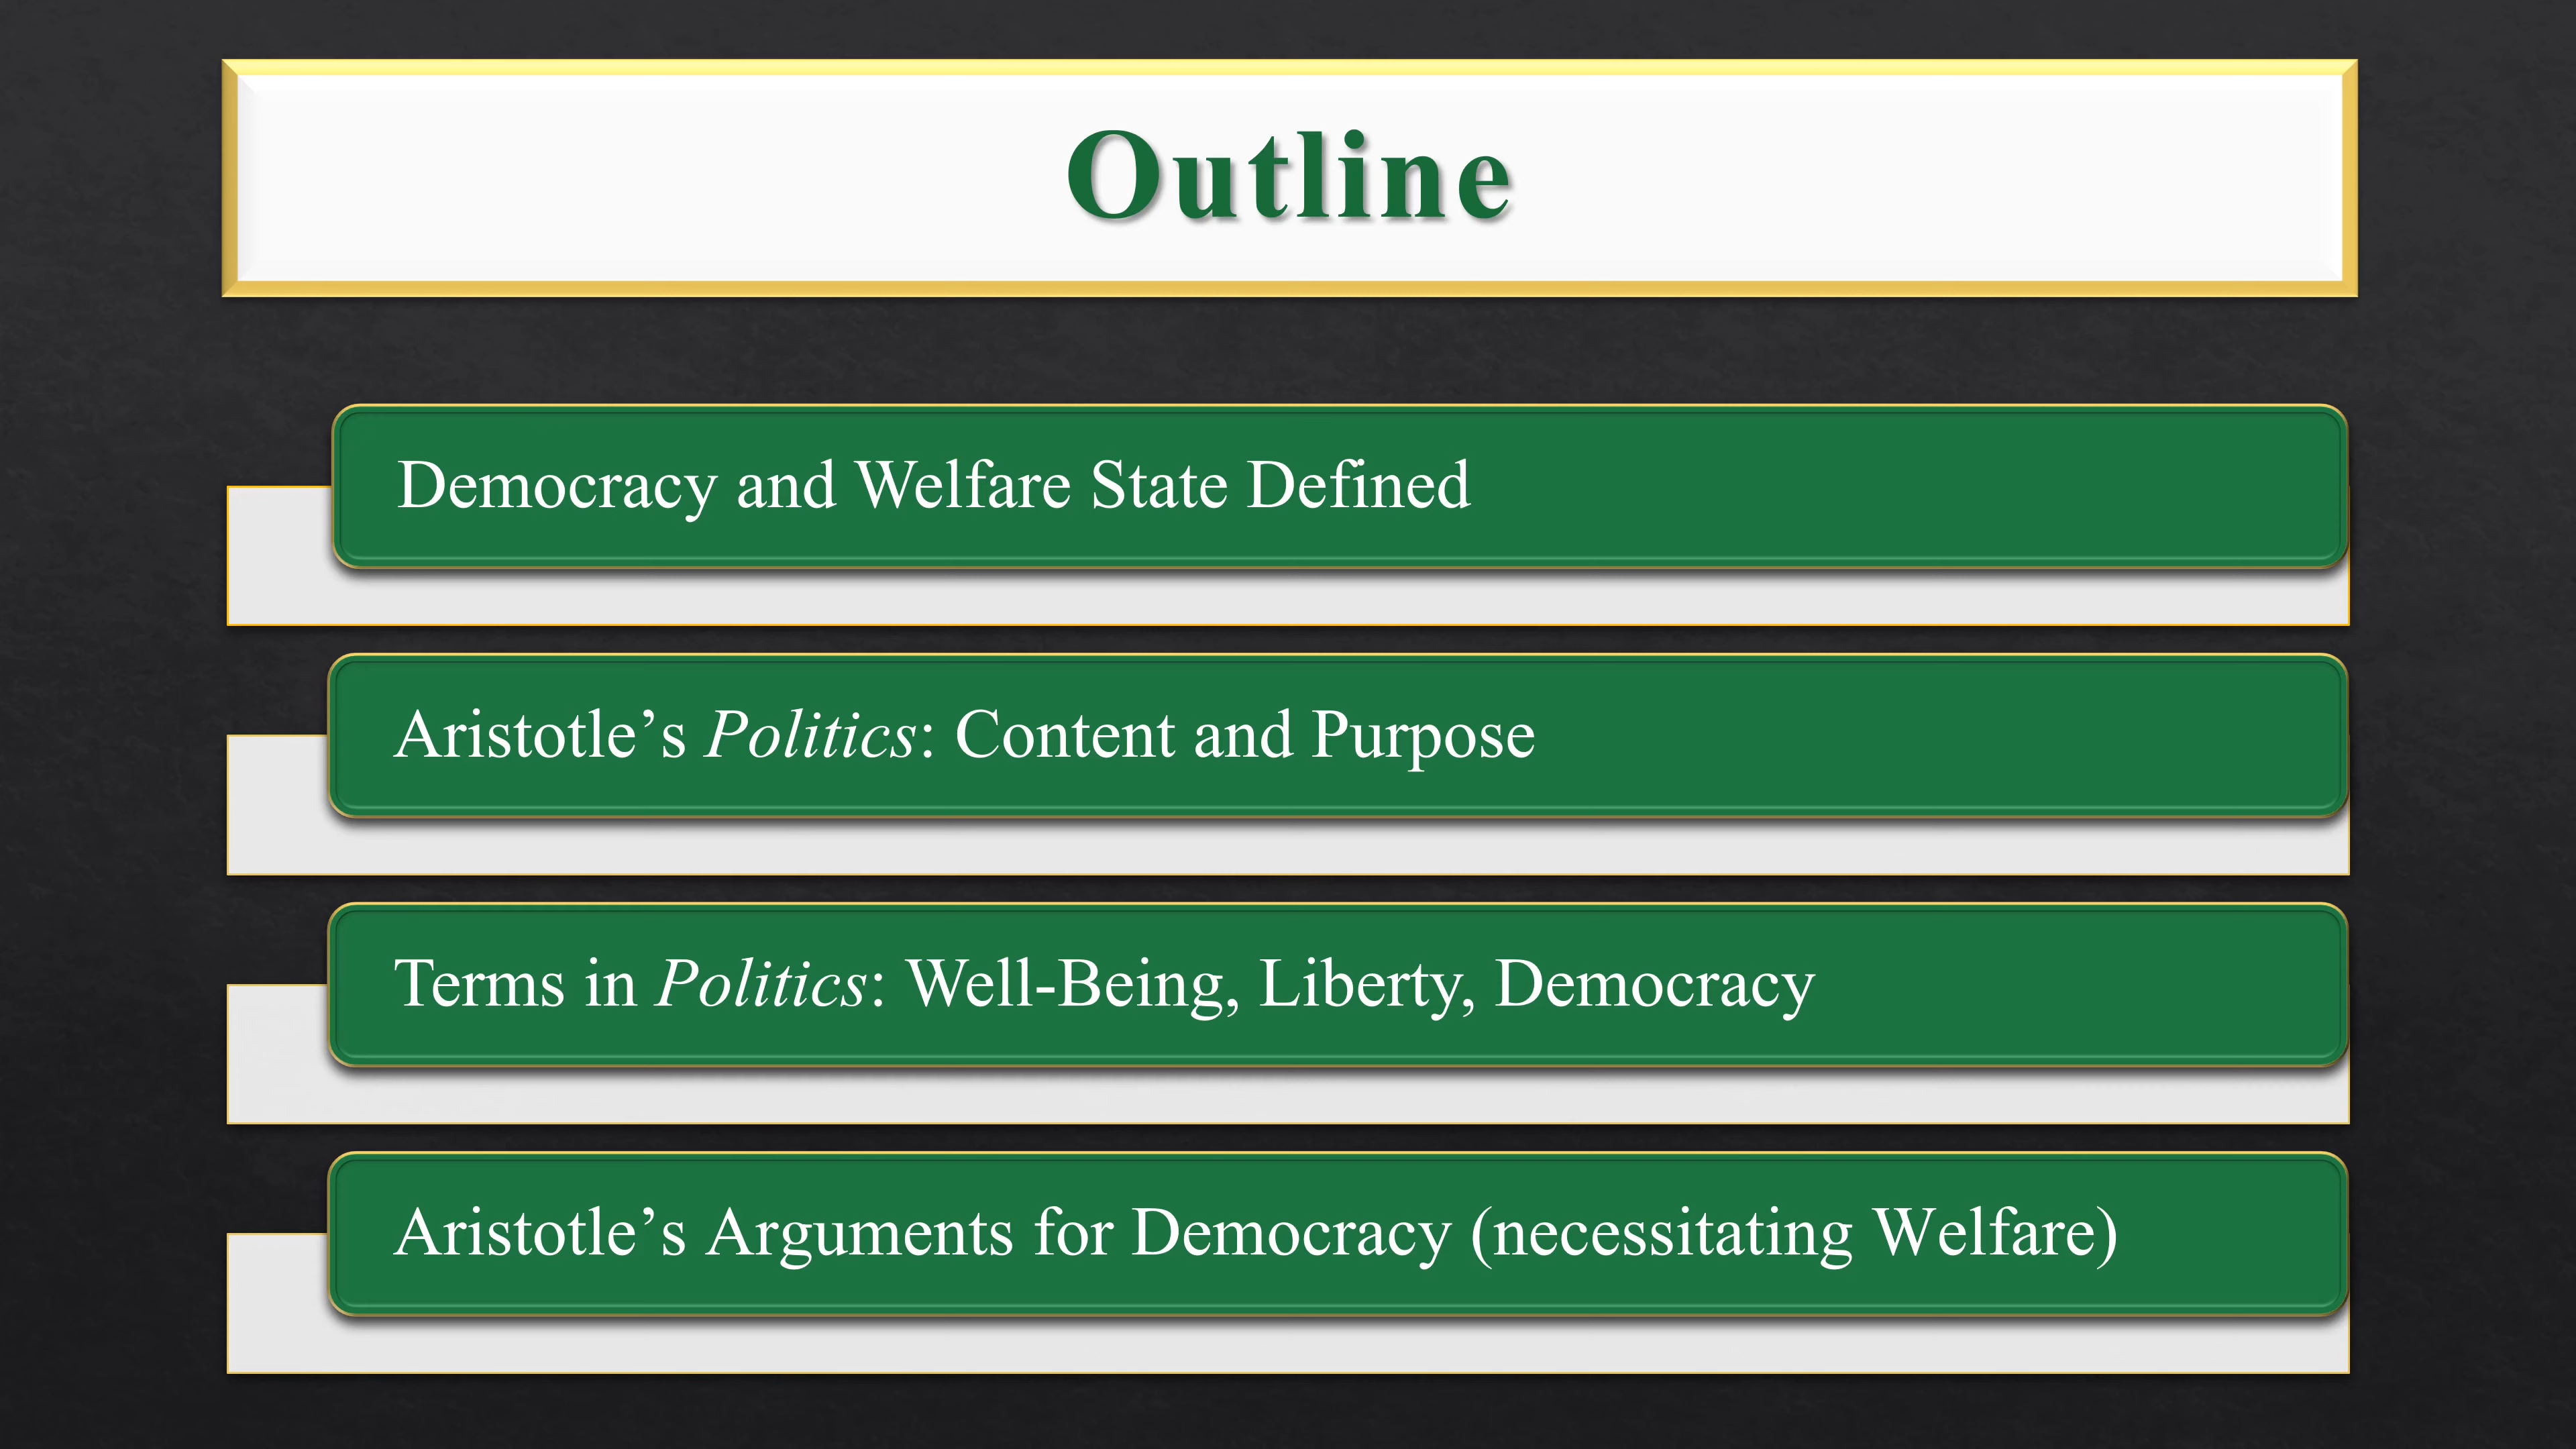 Outline
Democracy and Welfare State Defined
Aristotle’s Politics: Content and Purpose
Terms in Politics: Well-Being, Liberty, Democracy
Aristotle’s Arguments for Democracy (necessitating Welfare)